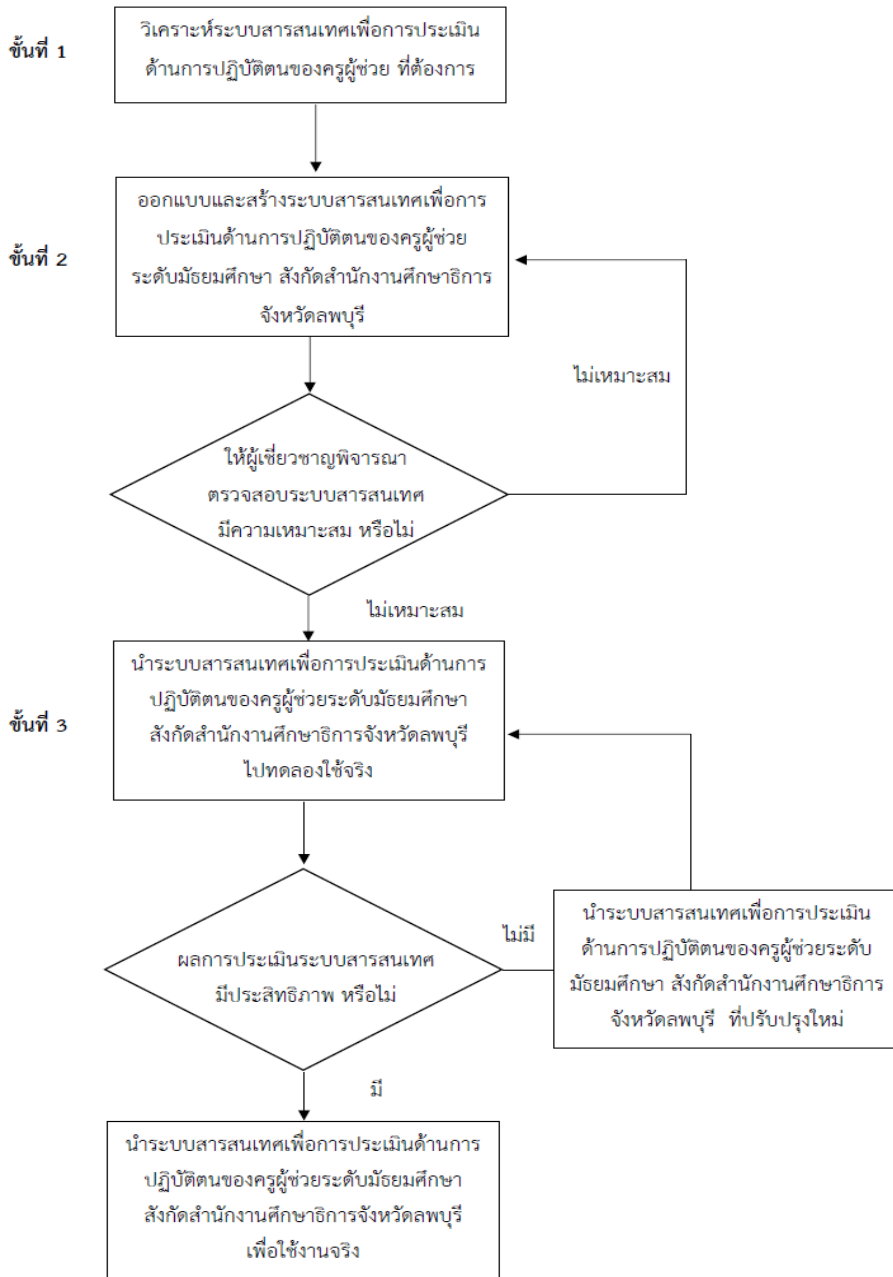 วิเคราะห์ระบบสารสนเทศเพื่อการประเมิน
ขั้นที่ 1
ด้านการปฏิบัติตนของครูผู้ช่วย ที่ต้องการ
ออกแบบและสร้างระบบสารสนเทศเพื่อการ
ประเมินด้านการปฏิบัติตนของครูผู้ช่วย
ขั้นที่ 2
ระดับมัธยมศึกษา สังกัดสำนักงานศึกษาธิการ
จังหวัดลพบุรี
ไม่เหมาะสม
ให้ผู้เชี่ยวชาญพิจารณา
ตรวจสอบระบบสารสนเทศ
มีความเหมาะสม หรือไม่
ไม่เหมาะสม
นำระบบสารสนเทศเพื่อการประเมินด้านการ
ปฏิบัติตนของครูผู้ช่วยระดับมัธยมศึกษา
ขั้นที่ 3
สังกัดสำนักงานศึกษาธิการจังหวัดลพบุรี
ไปทดลองใช้จริง
ผลการประเมินระบบสารสนเทศ
มีประสิทธิภาพ หรือไม่
ไม่มี
นำระบบสารสนเทศเพื่อการประเมิน
ด้านการปฏิบัติตนของครูผู้ช่วยระดับ
มัธยมศึกษา สังกัดสำนักงานศึกษาธิการ
จังหวัดลพบุรี ที่ปรับปรุงใหม่
มี
นำระบบสารสนเทศเพื่อการประเมินด้านการ
ปฏิบัติตนของครูผู้ช่วยระดับมัธยมศึกษา
สังกัดสำนักงานศึกษาธิการจังหวัดลพบุรี
เพื่อใช้งานจริง